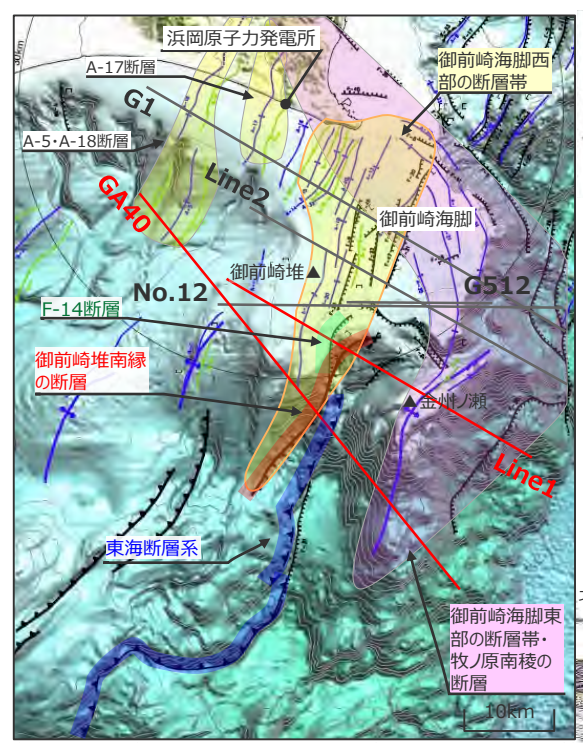 浜岡原子力発電所
御前崎海脚西
部の断層帯
A-17断層
G1
A-5・A-18断層
Line2
GA40
御前崎海脚
御前崎堆
No.12
G512
F-14断層
御前崎堆南縁
の断層
金州ノ瀬
Line1
東海断層系
御前崎海脚東
部の断層帯・
牧ノ原南稜の
断層
10km